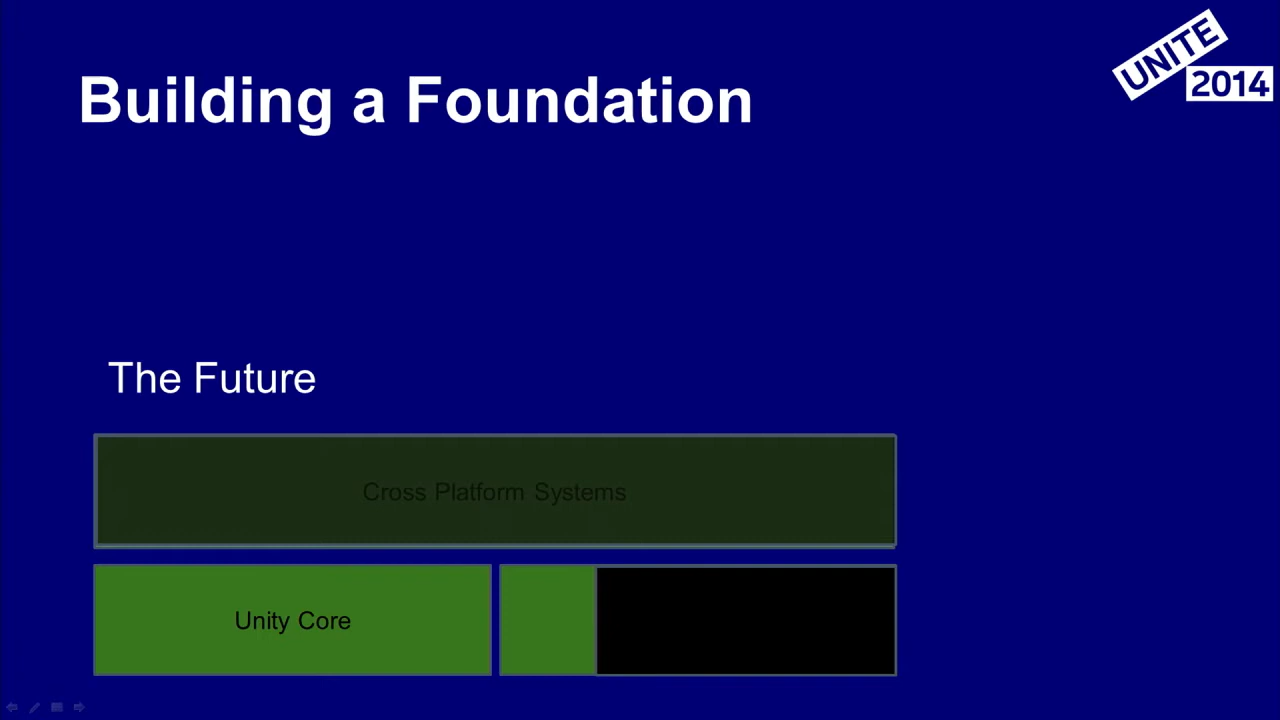 UNITE
2014
Building a Foundation
The Future
Cross Platform Systems
Unity Core